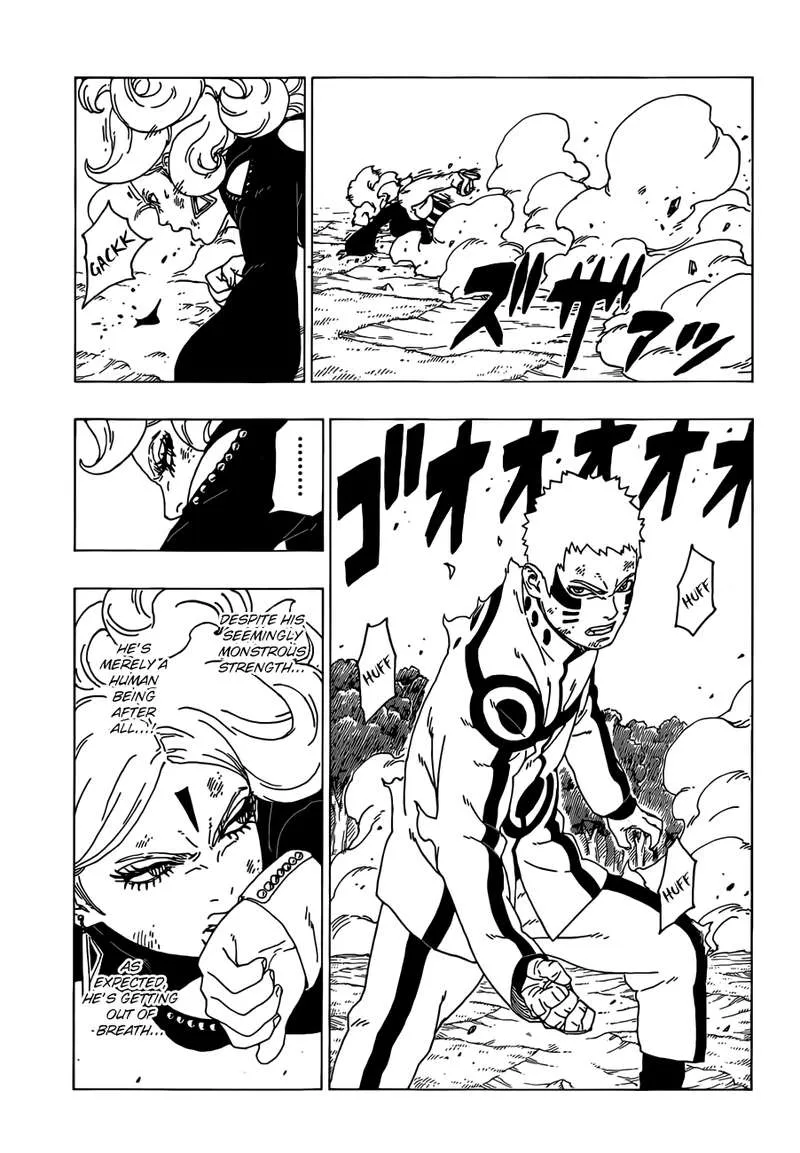 ズザァッ
GACKK
ゴオオオオオ
HUFF
HUFF
HUFF
.........
DESPITE HIS
SEEMINGLY
MONSTROUS
STRENGTH...
HE'S
MERELY A
HUMAN
BEING
AFTER
ALL...!
AS
EXPECTED,
HE'S GETTING
OUT OF
BREATH...